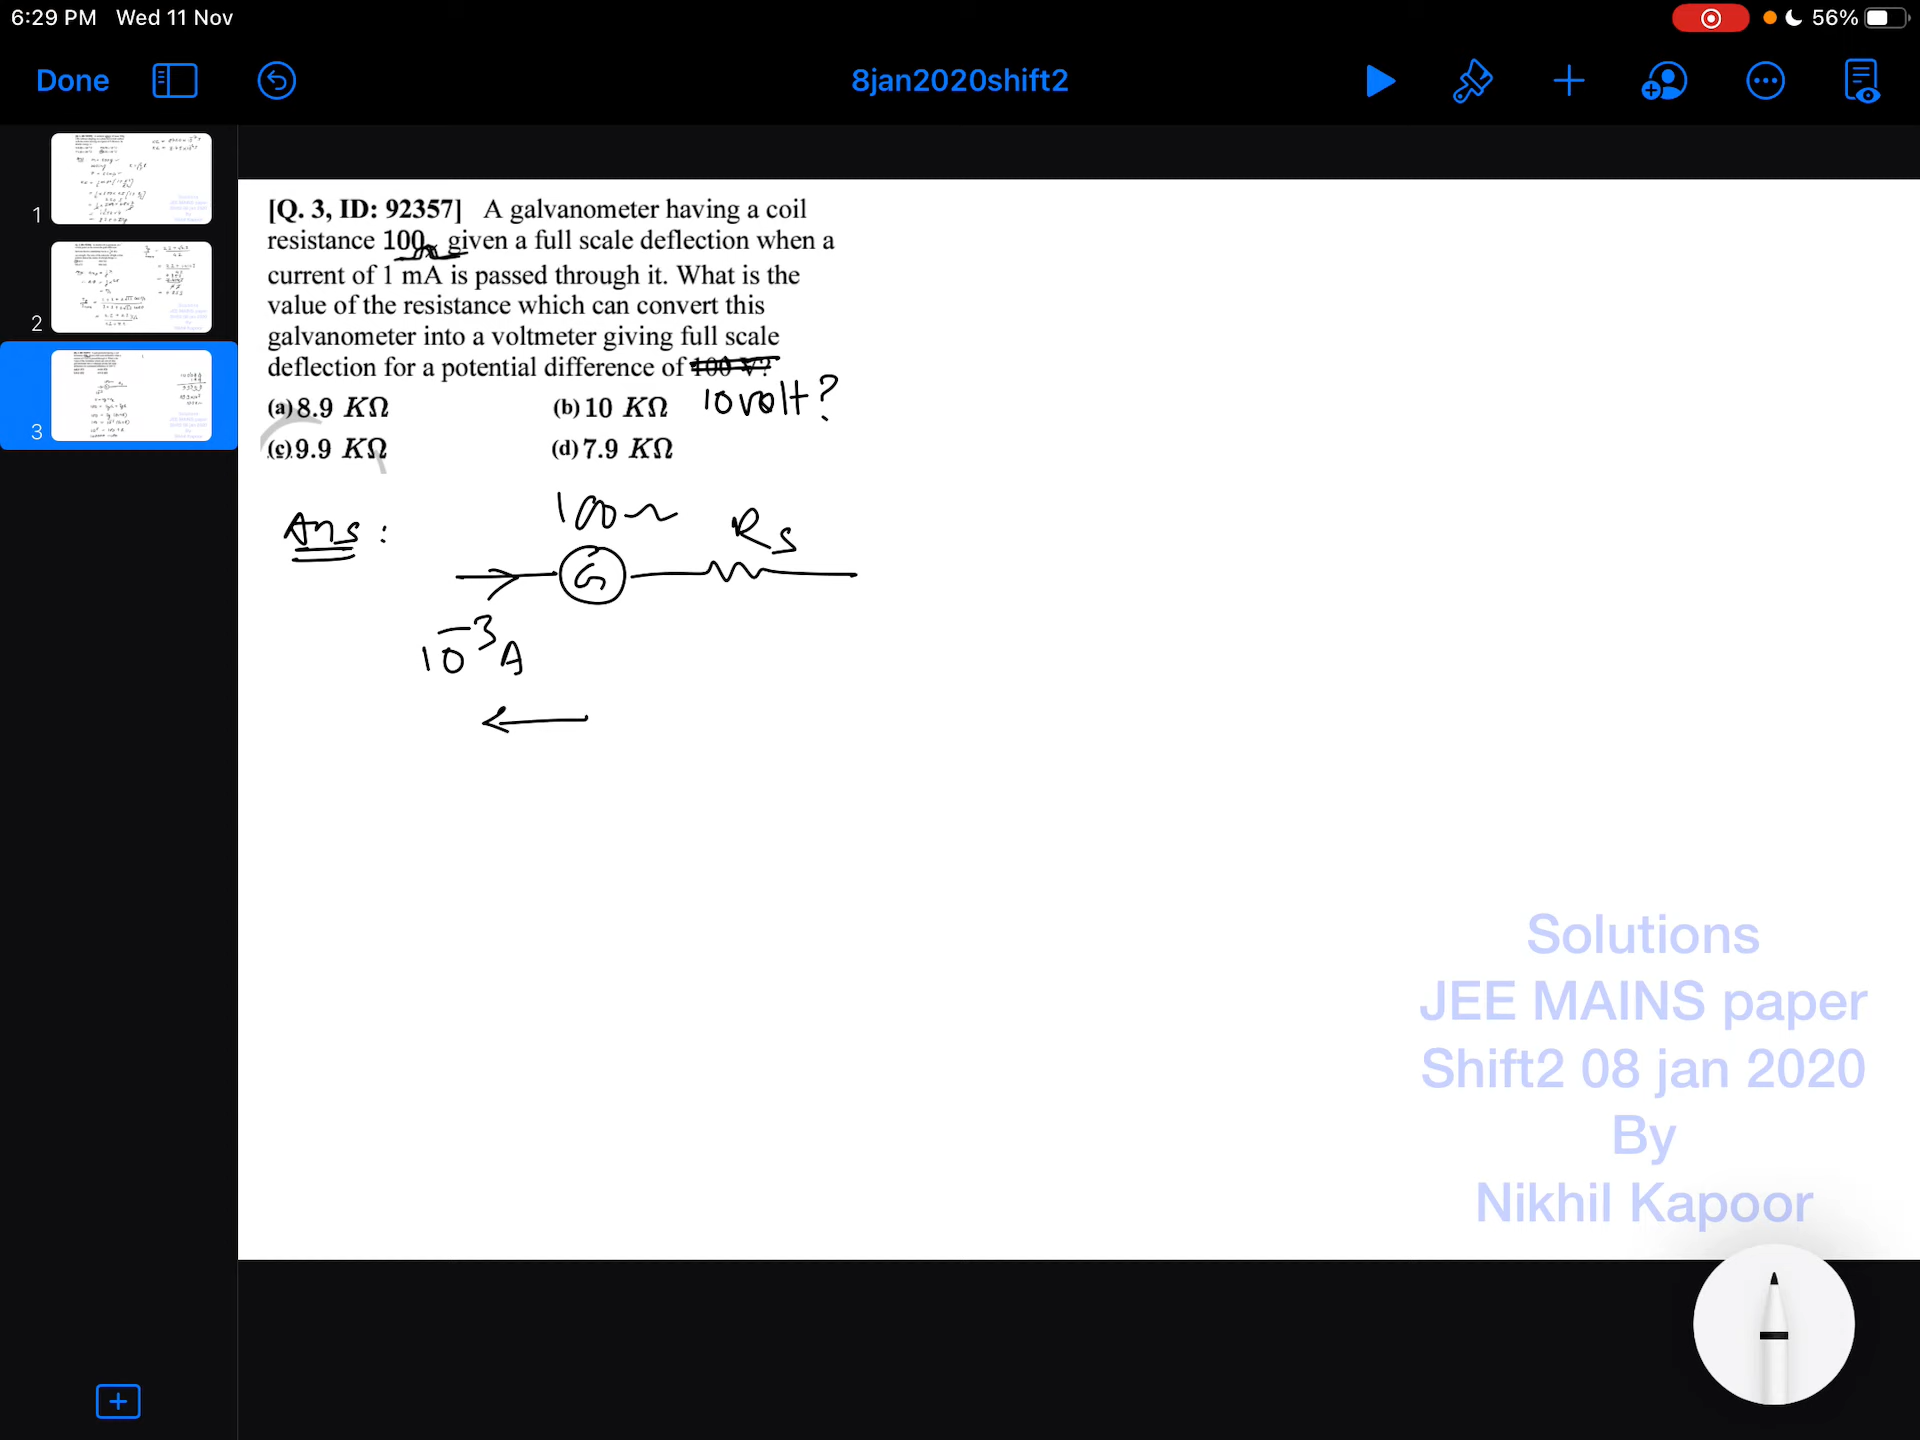 6:29 PM Wed 11 Nov
56%
Done
8jan2020shift2
1
2
3
[Q. 3, ID: 92357] A galvanometer having a coil
resistance 100Ω given a full scale deflection when a
current of 1 mA is passed through it. What is the
value of the resistance which can convert this
galvanometer into a voltmeter giving full scale
deflection for a potential difference of 100 V?
10 volt?
(a) 8.9 KΩ (b) 10 KΩ
(c) 9.9 KΩ (d) 7.9 KΩ
Ans :
100Ω
Rs
G
10⁻³A
Solutions
JEE MAINS paper
Shift2 08 jan 2020
By
Nikhil Kapoor